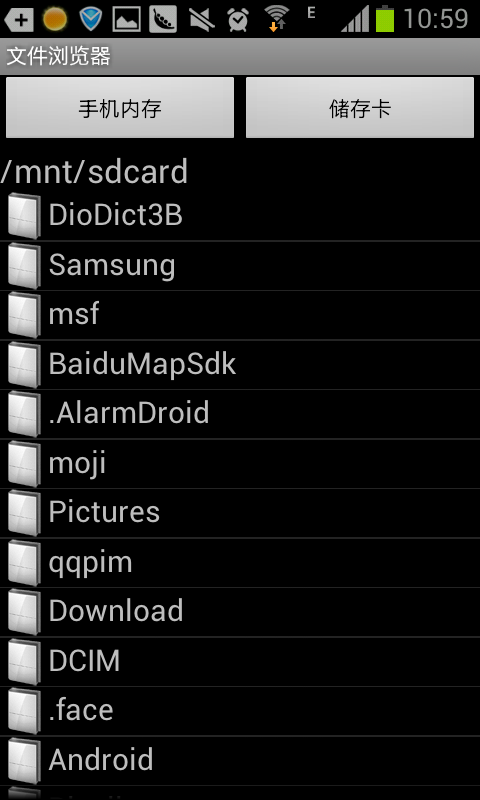 E 10:59
文件浏览器
手机内存 储存卡
/mnt/sdcard
DioDict3B
Samsung
msf
BaiduMapSdk
.AlarmDroid
moji
Pictures
qqpim
Download
DCIM
.face
Android